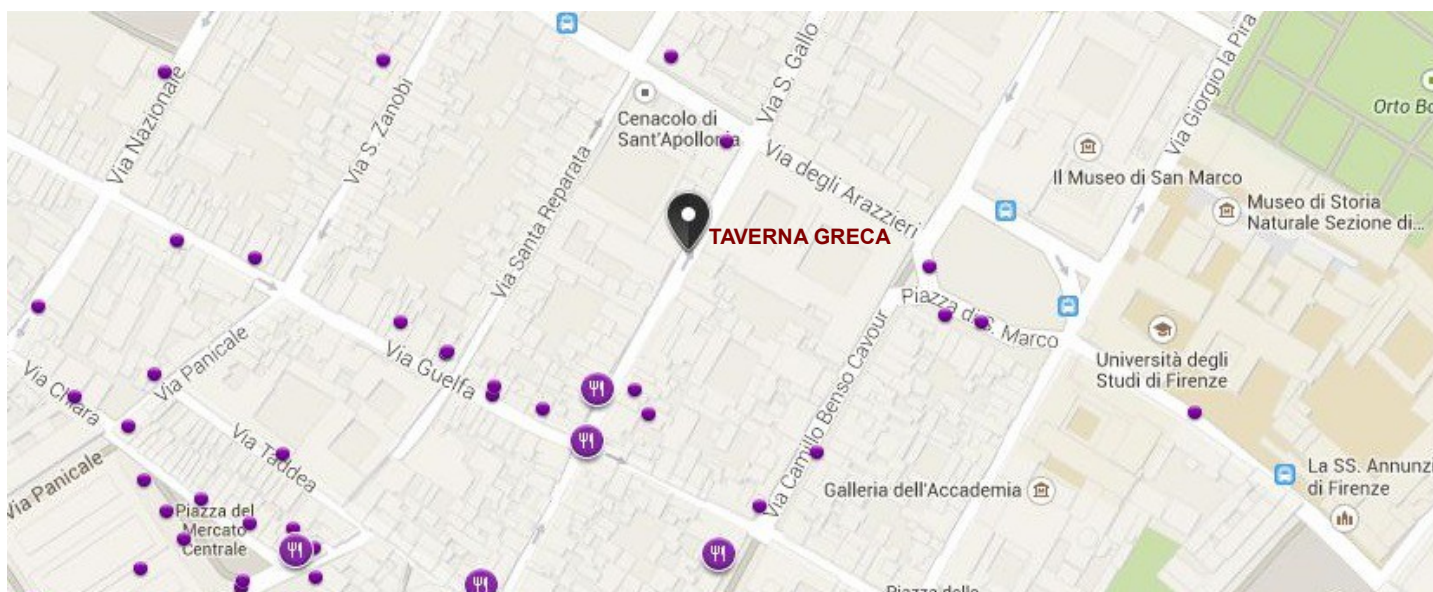 Via Nazionale
Via S. Zanobi
Via Santa Reparata
Cenacolo di
Sant'Apollonia
Via S. Gallo
Via degli Arazzieri
TAVERNA GRECA
Via Giorgio la Pira
Orto Bo
Il Museo di San Marco
Museo di Storia
Naturale Sezione di...
Piazza di S. Marco
Università degli
Studi di Firenze
La SS. Annunzi
di Firenze
Via Camillo Benso Cavour
Galleria dell'Accademia
Via Guelfa
Via Panicale
Via Chiara
Via Taddea
Via Panicale
Piazza del
Mercato
Centrale
Piazza delle